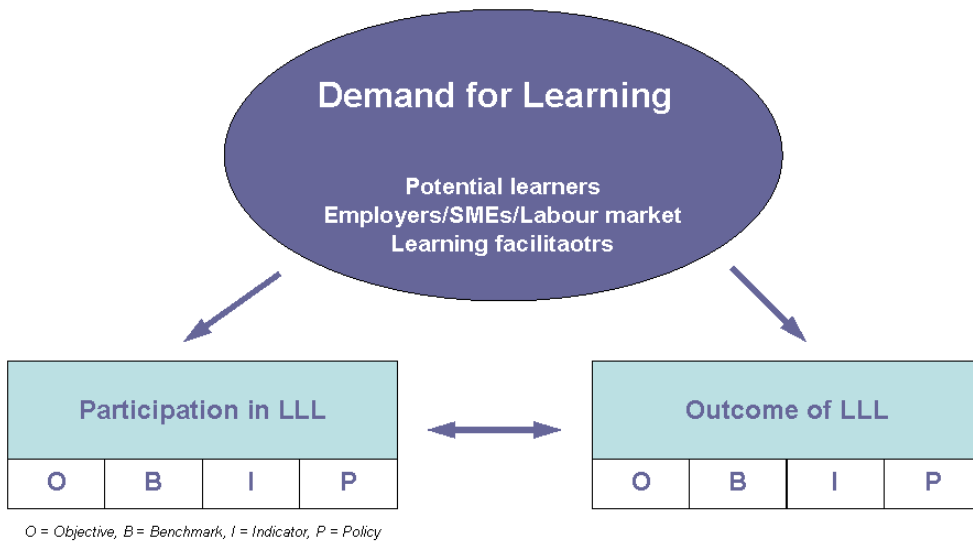 Demand for Learning
Potential learners
Employers/SMEs/Labour market
Learning facilitaotrs
Participation in LLL
O B I P
Outcome of LLL
O B I P
O = Objective, B = Benchmark, I = Indicator, P = Policy